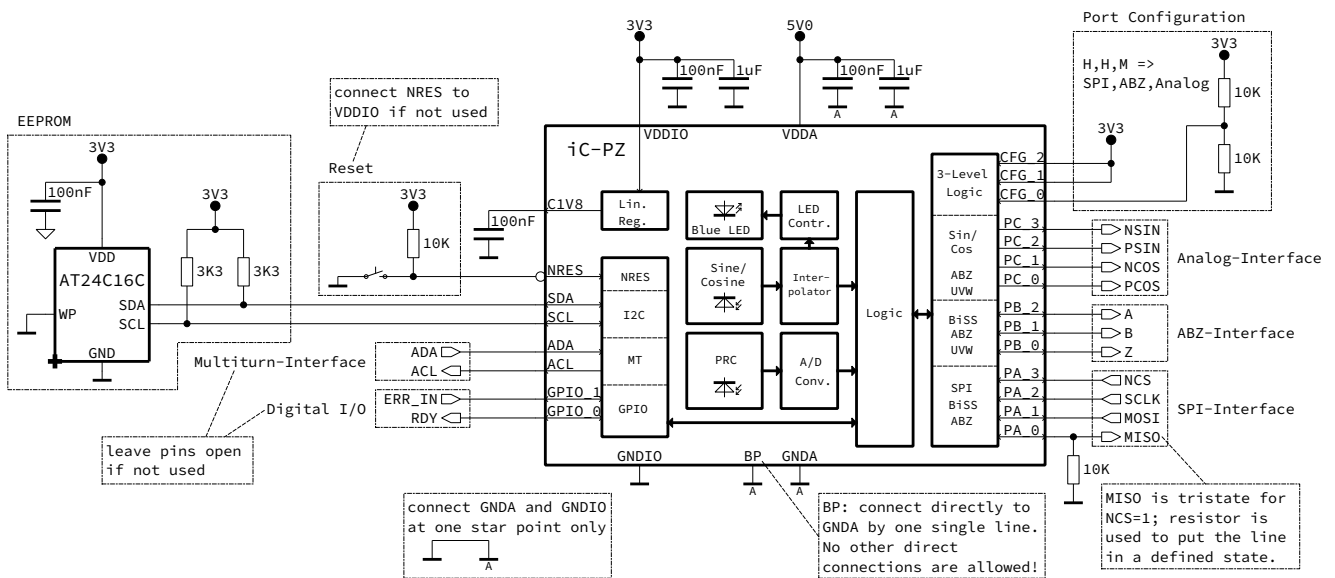 Port Configuration
3V3
5V0
3V3
100nF
1uF
100nF
1uF
A
A
H,H,M =>
SPI,ABZ,Analog
10K
3V3
10K
connect NRES to
VDDIO if not used
EEPROM
3V3
100nF
3V3
VDD
AT24C16C
3K3
3K3
SDA
WP
SCL
GND
Reset
3V3
10K
VDDIO
VDDA
iC-PZ
C1V8
100nF
Lin.
Reg.
Blue LED
LED
Contr.
3-Level
Logic
CFG_2
CFG_1
CFG_0
NRES
NRES
SDA
SCL
I2C
Sine/
Cosine
Inter-
polator
Logic
Sin/
Cos
ABZ
UVW
PC_3
NSIN
PC_2
PSIN
PC_1
NCOS
PC_0
PCOS
Analog-Interface
Multiturn-Interface
ADA
ADA
ACL
ACL
MT
PRC
A/D
Conv.
BiSS
ABZ
UVW
PB_2
A
PB_1
B
PB_0
Z
ABZ-Interface
Digital I/O
ERR_IN
GPIO_1
RDY
GPIO_0
GPIO
SPI
BiSS
ABZ
PA_3
NCS
PA_2
SCLK
PA_1
MOSI
PA_0
MISO
SPI-Interface
leave pins open
if not used
GNDIO
BP
GNDA
A
A
10K
connect GNDA and GNDIO
at one star point only
A
BP: connect directly to
GNDA by one single line.
No other direct
connections are allowed!
MISO is tristate for
NCS=1; resistor is
used to put the line
in a defined state.